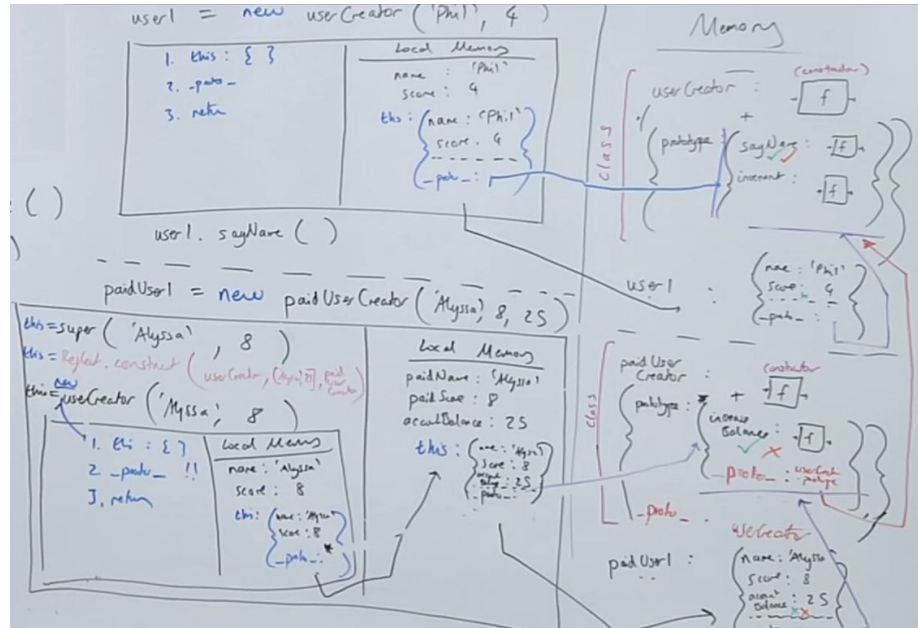 user1 = new userCreator ('Phil', 4)
1. this : { }
2. _proto_
3. return
Local Memory
name : 'Phil'
score : 4
this : { name : 'Phil'
score : 4
_proto_ : }
( )
)
user1. sayName ( )
paidUser1 = new paidUserCreator ('Alyssa', 8, 25)
this = super ('Alyssa', 8)
this = Reflect.construct (userCreator,
new
this = userCreator ('Alyssa', 8)
1. this : { }
2. _proto_ !!
3. return
Local Memory
name : 'Alyssa'
score : 8
this : { name : 'Alyssa'
score : 8
_proto_ : * }
Local Memory
paidName : 'Alyssa'
paidScore : 8
accountBalance : 25
this : { name : 'Alyssa'
score : 8
25
_proto_ : }
Memory
Class
(constructor)
userCreator : f
+
{ prototype : { sayName : f
increment : f } }
user1 : { name : 'Phil'
score : 4
_proto_ : }
Class
constructor
paidUser
Creator : + f
{ prototype : * { increase
Balance : f
_proto_ : userCreator
prototype } }
_proto_ :
userCreator
paidUser1 : { name : 'Alyssa'
score : 8
account
Balance : 25